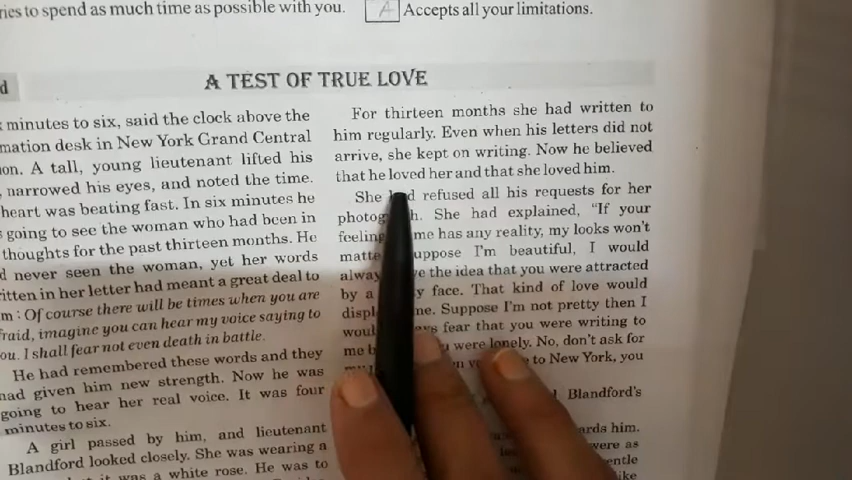 ries to spend as much time as possible with you.
A Accepts all your limitations.
A TEST OF TRUE LOVE
minutes to six, said the clock above the
mation desk in New York Grand Central
on. A tall, young lieutenant lifted his
, narrowed his eyes, and noted the time.
heart was beating fast. In six minutes he
going to see the woman who had been in
thoughts for the past thirteen months. He
d never seen the woman, yet her words
itten in her letter had meant a great deal to
m : Of course there will be times when you are
fraid, imagine you can hear my voice saying to
ou. I shall fear not even death in battle.
He had remembered these words and they
had given him new strength. Now he was
going to hear her real voice. It was four
minutes to six.
A girl passed by him, and lieutenant
Blandford looked closely. She was wearing a
it was a white rose. He was to
For thirteen months she had written to
him regularly. Even when his letters did not
arrive, she kept on writing. Now he believed
that he loved her and that she loved him.
She had refused all his requests for her
photog h. She had explained, “If your
feeling me has any reality, my looks won't
matte uppose I'm beautiful, I would
alway e the idea that you were attracted
by a y face. That kind of love would
displ me. Suppose I'm not pretty then I
woul ys fear that you were writing to
me b u were lonely. No, don't ask for
my to New York, you
Blandford's
ards him.
were as
entle
like